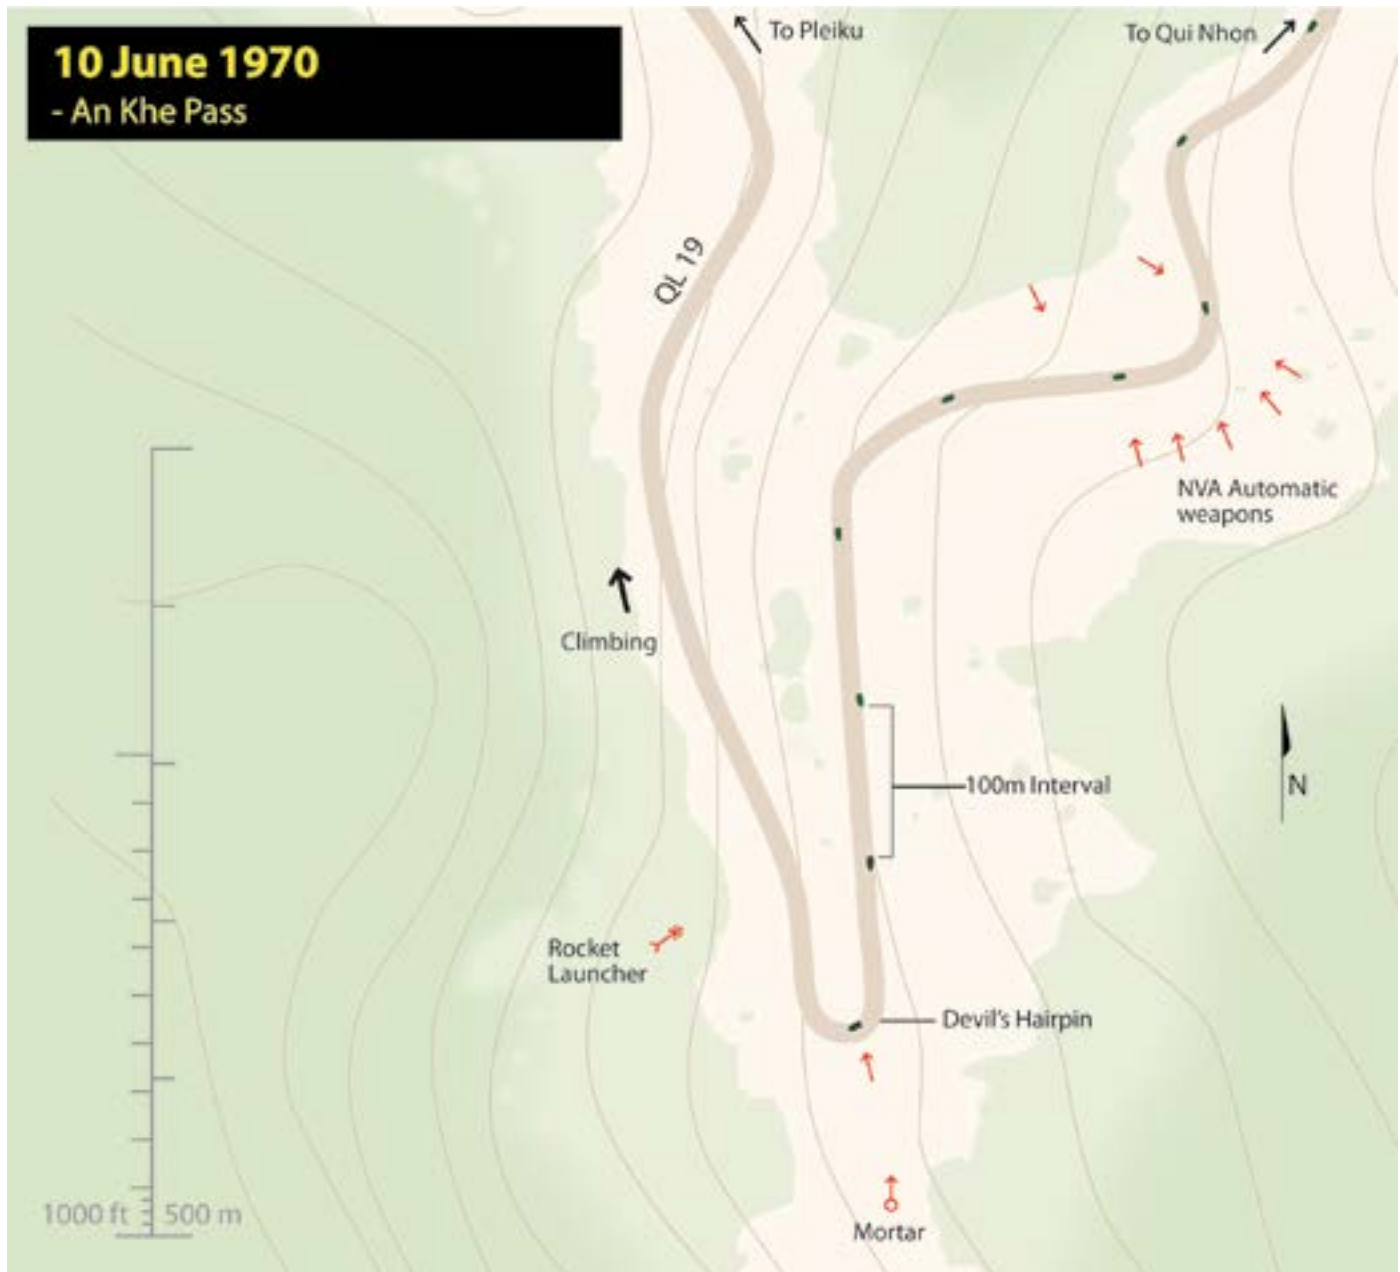 10 June 1970
- An Khe Pass
To Pleiku
To Qui Nhon
QL 19
NVA Automatic
weapons
Climbing
100m Interval
N
Rocket
Launcher
Devil's Hairpin
1000 ft
500 m
Mortar